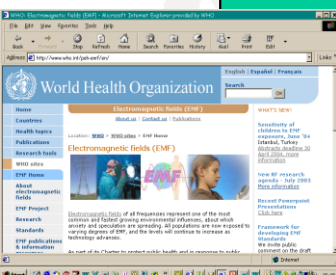 WHO: Electromagnetic fields (EMF) - Microsoft Internet Explorer provided by WHO
File Edit View Favorites Tools Help
Back Forward Stop Refresh Home Search Favorites History Mail Print Edit
Address http://www.who.int/peh-emf/en/ Links
World Health Organization
English | Español | Français
Search
OK
Home
Countries
Health topics
Publications
Research tools
WHO sites
EMF Home
About electromagnetic fields
EMF Project
Research
Standards
EMF publications & information
Electromagnetic fields (EMF)
About us | Contact us | Publications
Location: WHO > WHO sites > EMF Home
Electromagnetic fields (EMF)
EMF
Electromagnetic fields of all frequencies represent one of the most
common and fastest growing environmental influences, about which
anxiety and speculation are spreading. All populations are now exposed to
varying degrees of EMF, and the levels will continue to increase as
technology advances.
As part of its Charter to protect public health and in response to public
WHAT'S NEW!
Sensitivity of
children to EMF
exposure, June '04
Istanbul, Turkey
Abstracts deadline 30
April 2004, more
information
New RF research
agenda - July 2003
More information
Recent Powerpoint
Presentations
Click here
Framework for
developing EMF
Standards
We invite public
comment on the draft
Internet